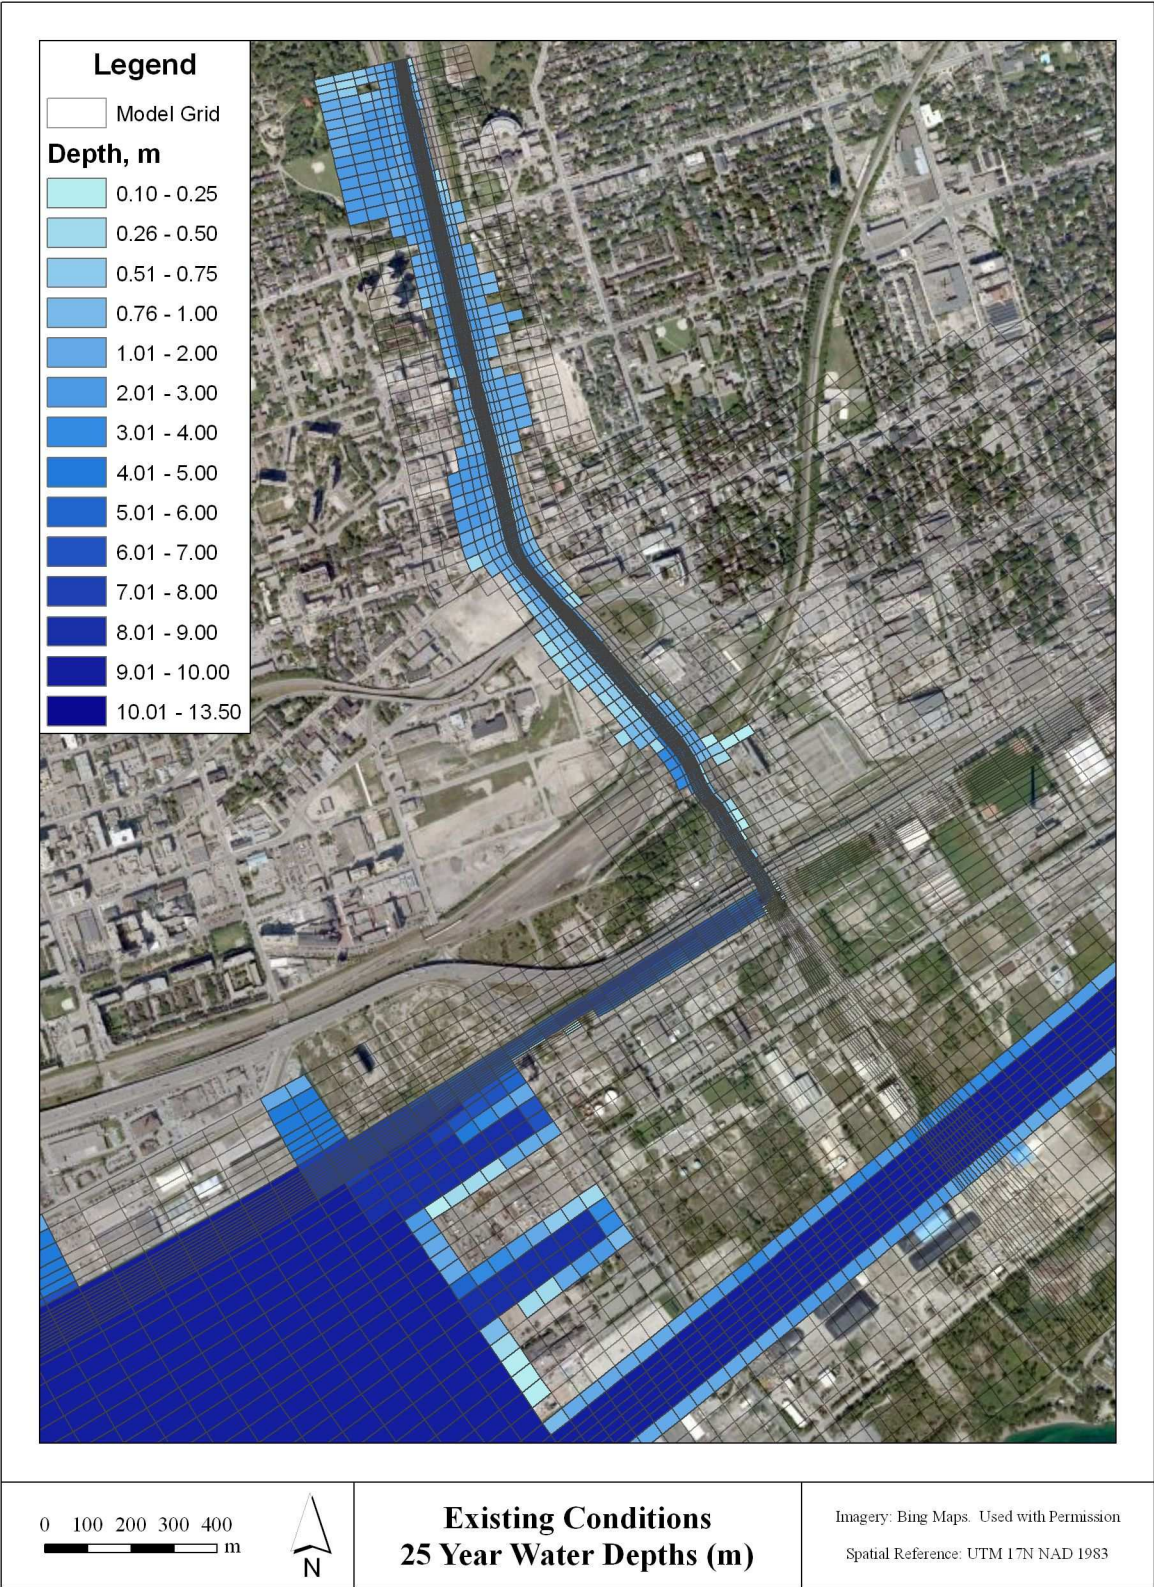 Legend
Model Grid
Depth, m
0.10 - 0.25
0.26 - 0.50
0.51 - 0.75
0.76 - 1.00
1.01 - 2.00
2.01 - 3.00
3.01 - 4.00
4.01 - 5.00
5.01 - 6.00
6.01 - 7.00
7.01 - 8.00
8.01 - 9.00
9.01 - 10.00
10.01 - 13.50
0 100 200 300 400
m
N
Existing Conditions
25 Year Water Depths (m)
Imagery: Bing Maps. Used with Permission
Spatial Reference: UTM 17N NAD 1983